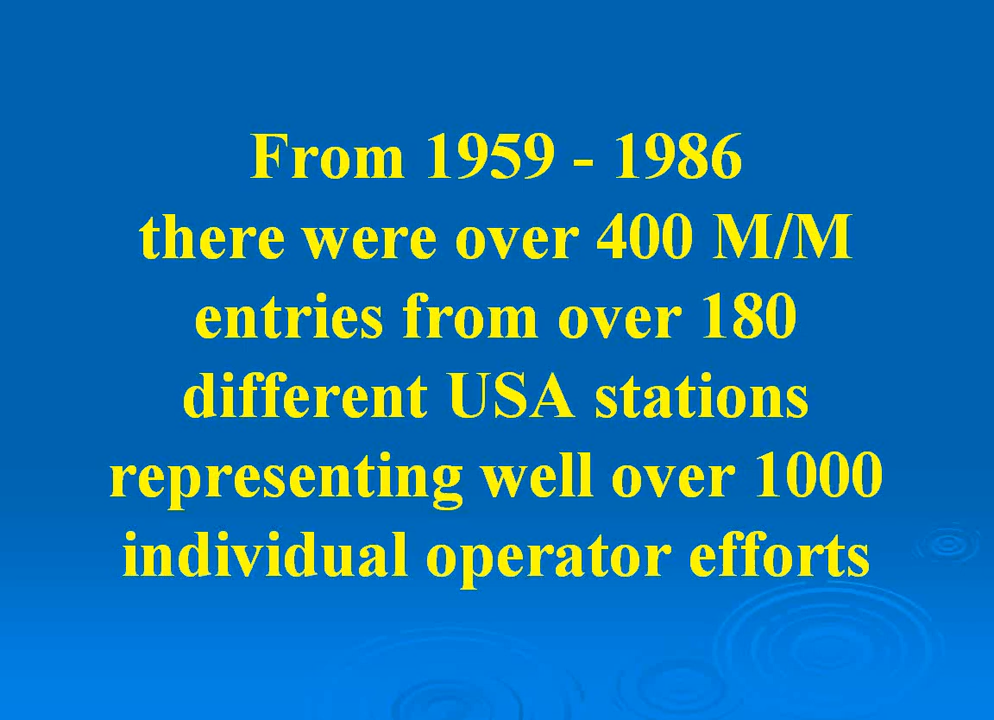 From 1959 - 1986
there were over 400 M/M
entries from over 180
different USA stations
representing well over 1000
individual operator efforts